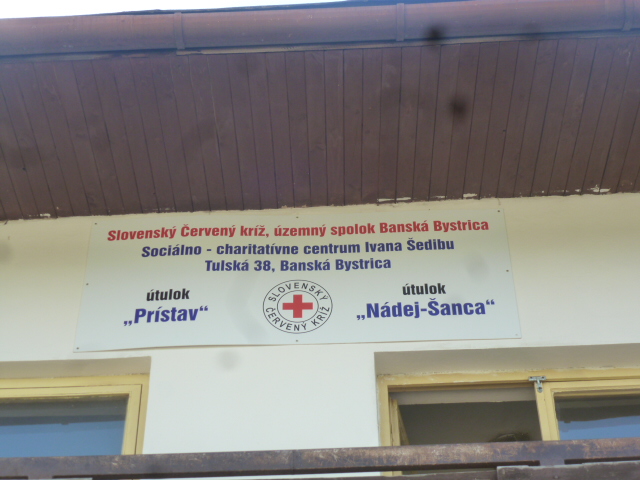 Slovenský Červený kríž, územný spolok Banská Bystrica
Sociálno - charitatívne centrum Ivana Šedibu
Tulská 38, Banská Bystrica
útulok
„Prístav“
SLOVENSKÝ
ČERVENÝ KRÍŽ
útulok
„Nádej-Šanca“